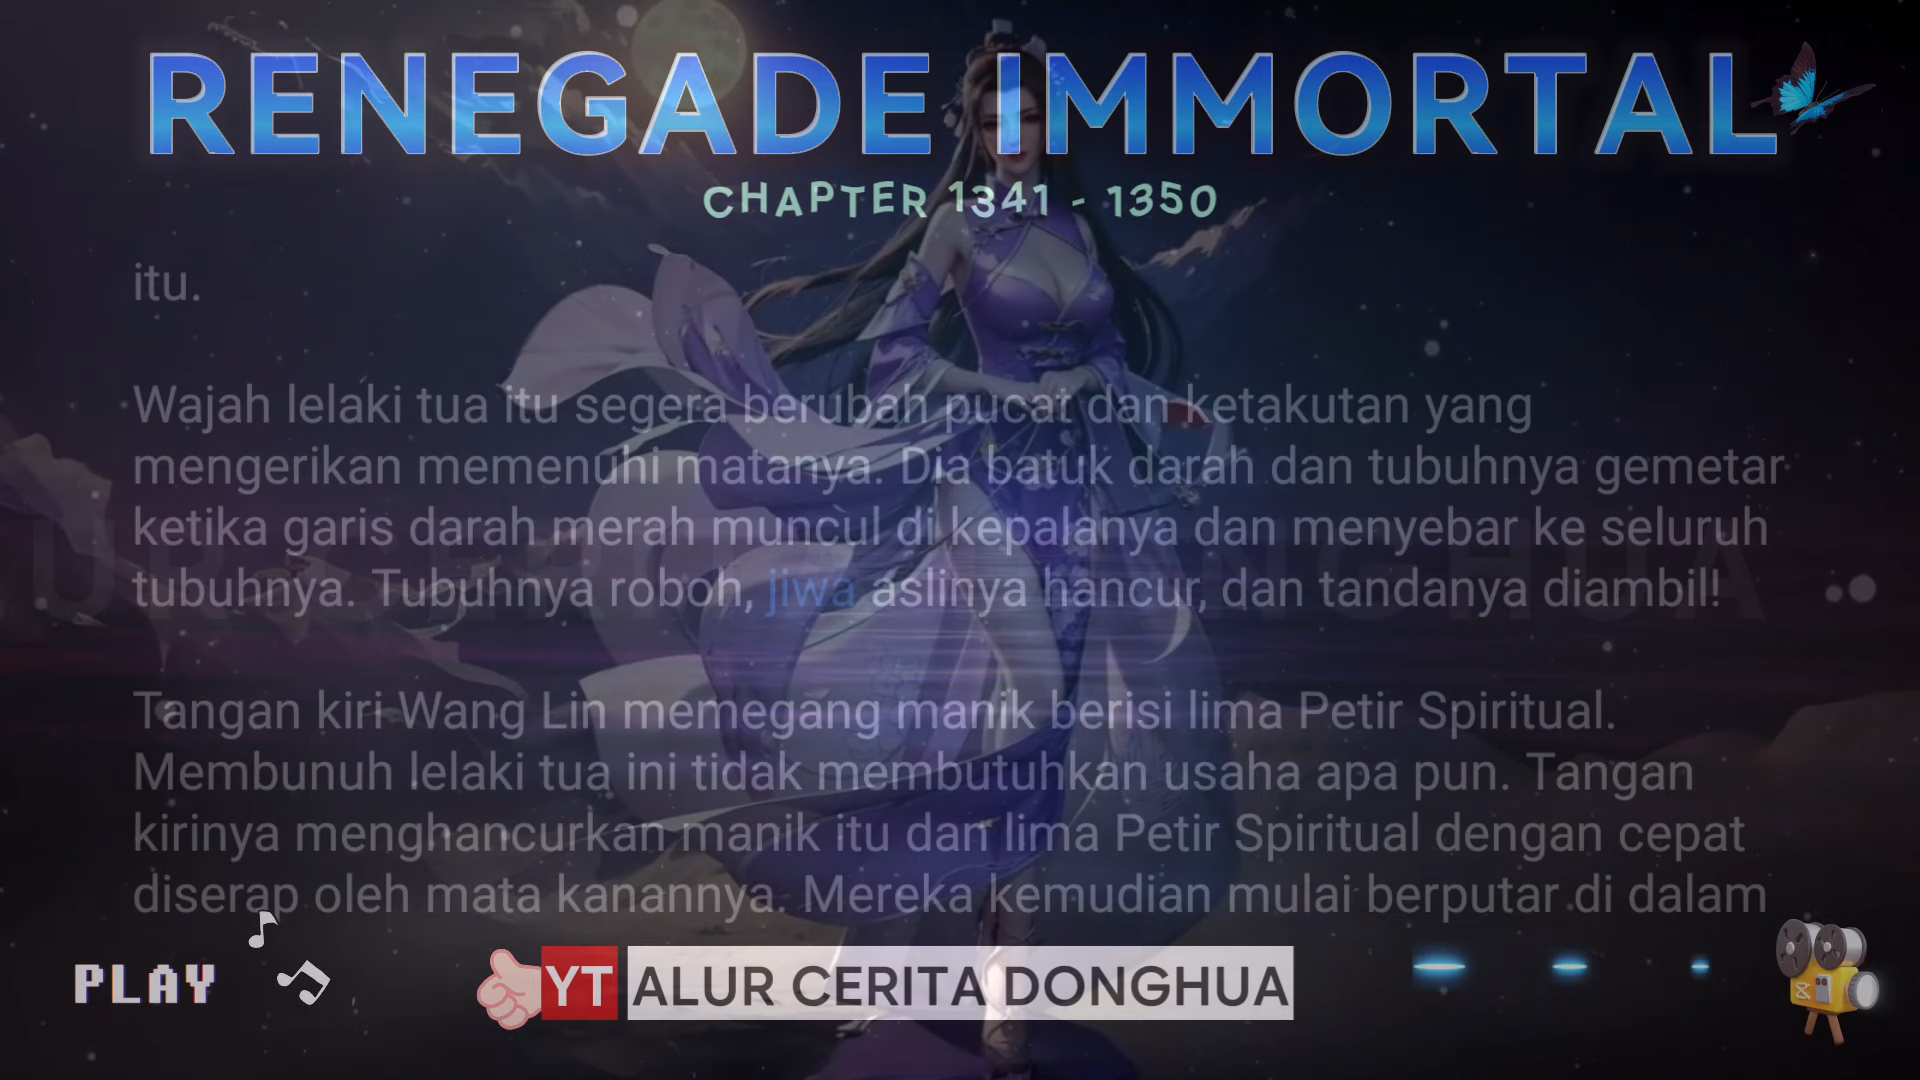 RENEGADE IMMORTAL
CHAPTER 1341 - 1350
itu.
Wajah lelaki tua itu segera berubah pucat dan ketakutan yang
mengerikan memenuhi matanya. Dia batuk darah dan tubuhnya gemetar
ketika garis darah merah muncul di kepalanya dan menyebar ke seluruh
tubuhnya. Tubuhnya roboh, jiwa aslinya hancur, dan tandanya diambil!
Tangan kiri Wang Lin memegang manik berisi lima Petir Spiritual.
Membunuh lelaki tua ini tidak membutuhkan usaha apa pun. Tangan
kirinya menghancurkan manik itu dan lima Petir Spiritual dengan cepat
diserap oleh mata kanannya. Mereka kemudian mulai berputar di dalam
PLAY
YT ALUR CERITA DONGHUA